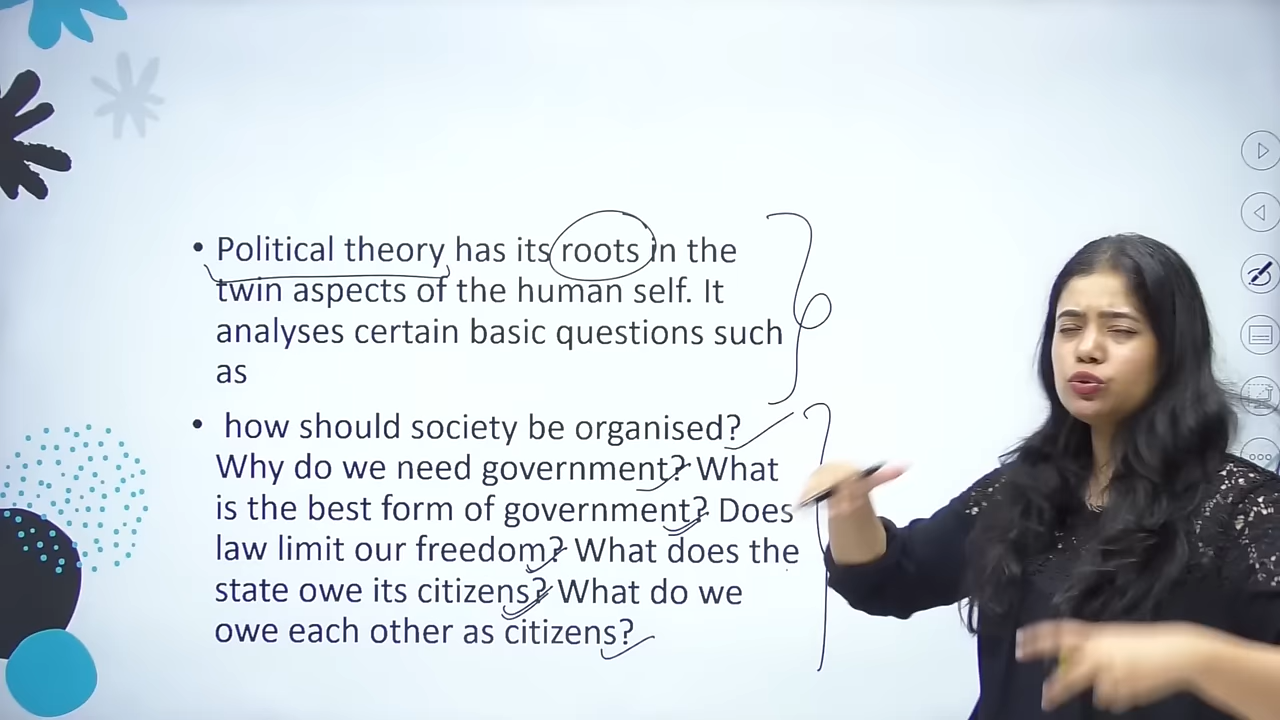 • Political theory has its roots in the
twin aspects of the human self. It
analyses certain basic questions such
as
• how should society be organised?
Why do we need government? What
is the best form of government? Does
law limit our freedom? What does the
state owe its citizens? What do we
owe each other as citizens?